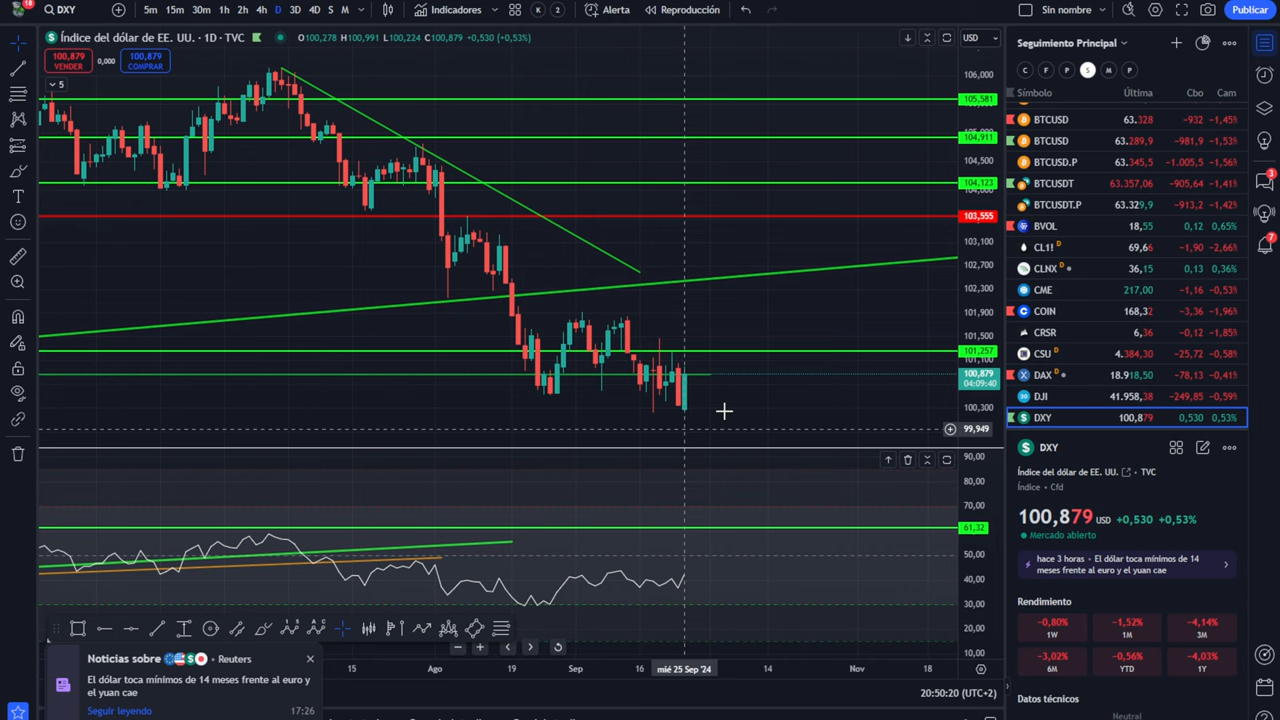 18
DXY
5m 15m 30m 1h 2h 4h D 3D 4D S M
Indicadores
K 2
Alerta
Reproducción
Sin nombre
Publicar
Índice del dólar de EE. UU. · 1D · TVC
O100,278 H100,991 L100,224 C100,879 +0,530 (+0,53%)
USD
100,879
VENDER
0,000
100,879
COMPRAR
5
106,000
105,581
104,911
104,500
104,123
103,555
103,100
102,700
102,300
101,900
101,500
101,257
101,100
100,879
04:09:40
100,300
99,949
90,00
80,00
70,00
61,32
50,00
40,00
30,00
20,00
10,00
15
Ago
19
Sep
16
mié 25 Sep '24
14
Nov
18
20:50:20 (UTC+2)
Noticias sobre
• Reuters
El dólar toca mínimos de 14 meses frente al euro y
el yuan cae
Seguir leyendo
17:26
Seguimiento Principal
C F P S M P
Símbolo Última Cbo Cam
BTCUSD 63.328 −932 −1,45%
BTCUSD 63.289,9 −981,9 −1,53%
BTCUSD.P 63.345,5 −1.005,5 −1,56%
BTCUSDT 63.357,06 −905,64 −1,41%
BTCUSDT.P 63.329,9 −913,2 −1,42%
BVOL 18,55 0,12 0,65%
CL1! D 69,66 −1,90 −2,66%
CLNX D 36,15 0,13 0,36%
CME 217,00 −1,16 −0,53%
COIN 168,32 −3,36 −1,96%
CRSR 6,36 −0,12 −1,85%
CSU D 4.384,30 −25,72 −0,58%
DAX D 18.918,50 −78,13 −0,41%
DJI 41.958,38 −249,85 −0,59%
DXY 100,879 0,530 0,53%
DXY
Índice del dólar de EE. UU. • TVC
Índice • Cfd
100,879 USD +0,530 +0,53%
Mercado abierto
hace 3 horas • El dólar toca mínimos de 14
meses frente al euro y el yuan cae
Rendimiento
−0,80% −1,52% −4,14%
1W 1M 3M
−3,02% −0,56% −4,03%
6M YTD 1Y
Datos técnicos
Neutral
3
7